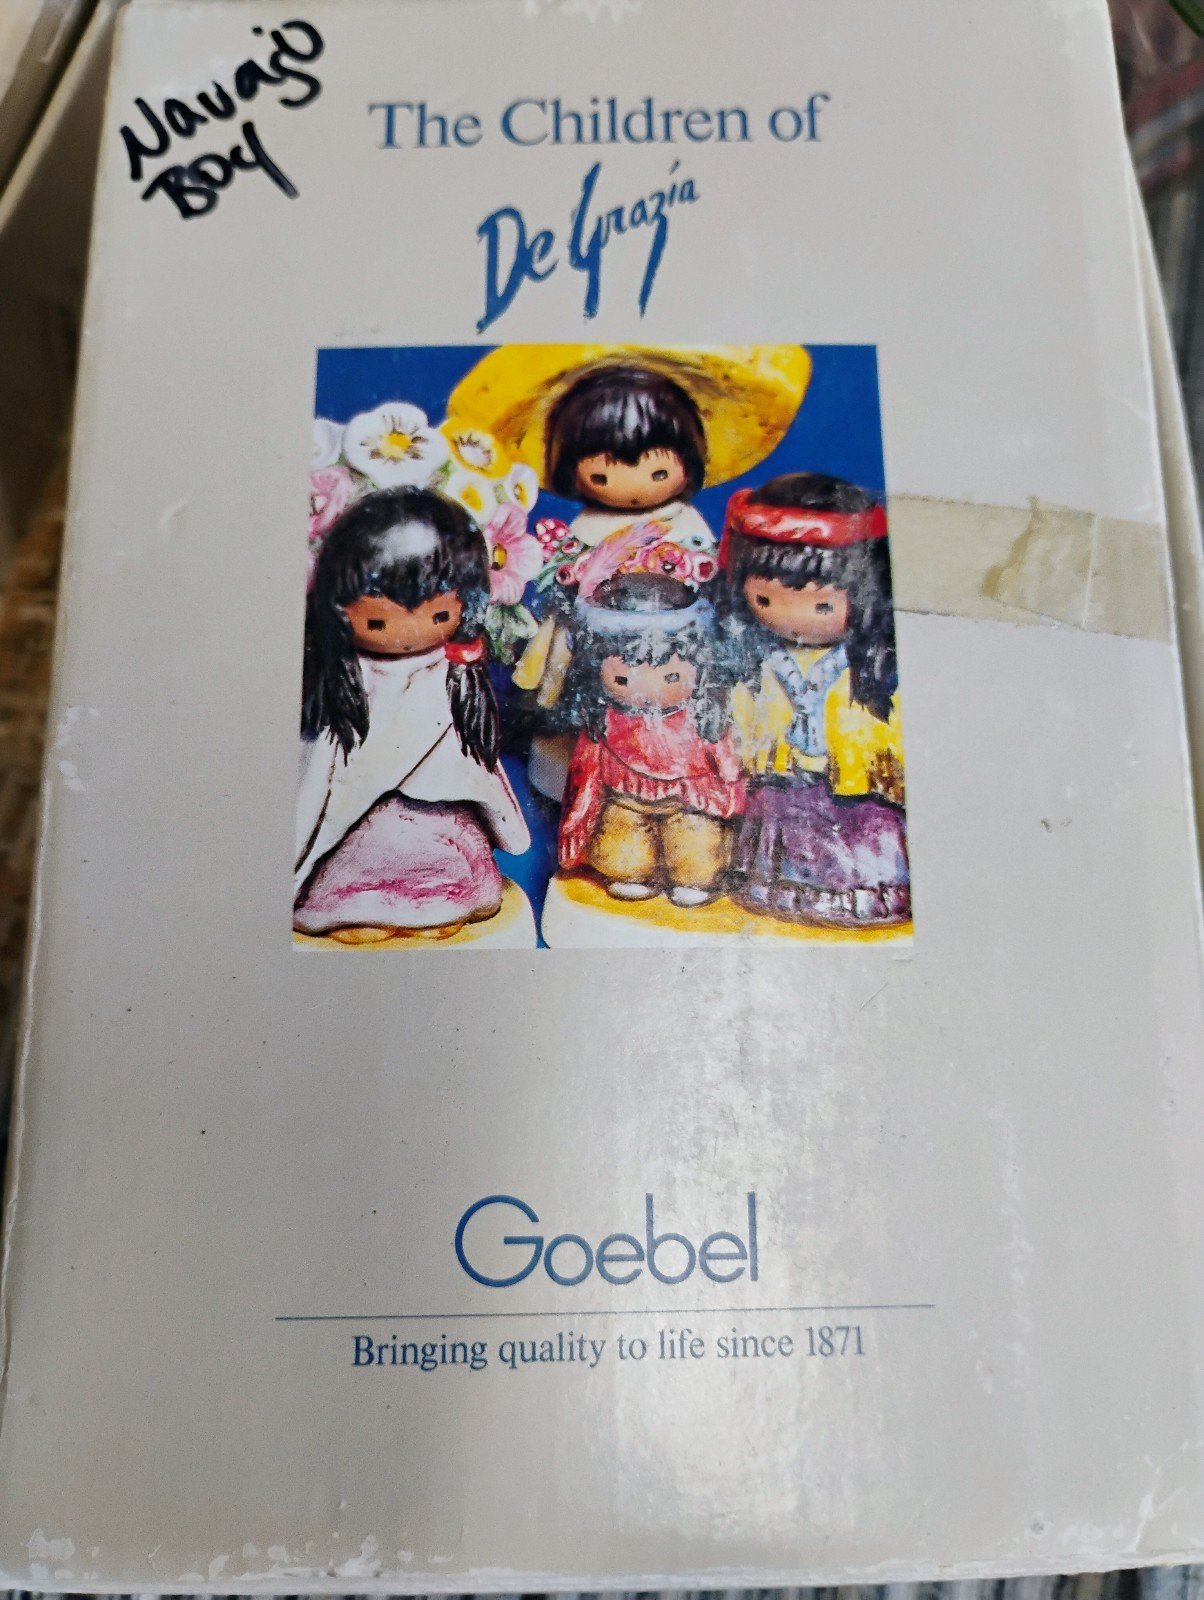 Navajo
Boy
The Children of
De Grazia
Goebel
Bringing quality to life since 1871